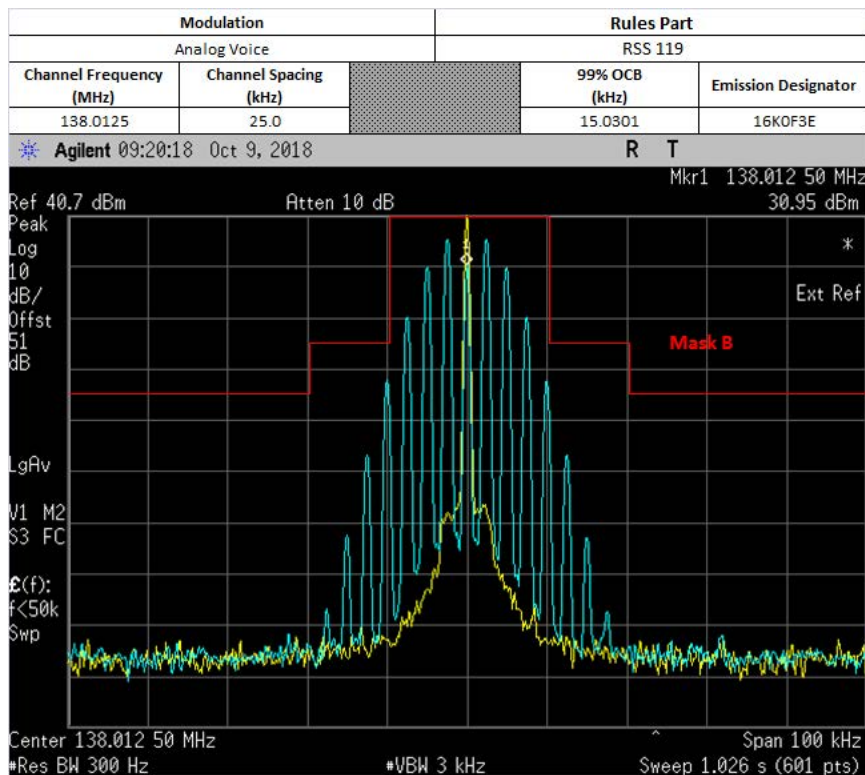 Modulation Rules Part
Analog Voice RSS 119
Channel Frequency (MHz) Channel Spacing (kHz) 99% OCB (kHz) Emission Designator
138.0125 25.0 15.0301 16K0F3E
Agilent 09:20:18 Oct 9, 2018 R T
Mkr1 138.012 50 MHz
Ref 40.7 dBm Atten 10 dB 30.95 dBm
Peak
Log
10
dB/
Offst
51
dB
*
Ext Ref
Mask B
LgAv
V1 M2
S3 FC
£(f):
f<50k
Swp
1
Center 138.012 50 MHz ^ Span 100 kHz
#Res BW 300 Hz #VBW 3 kHz Sweep 1.026 s (601 pts)